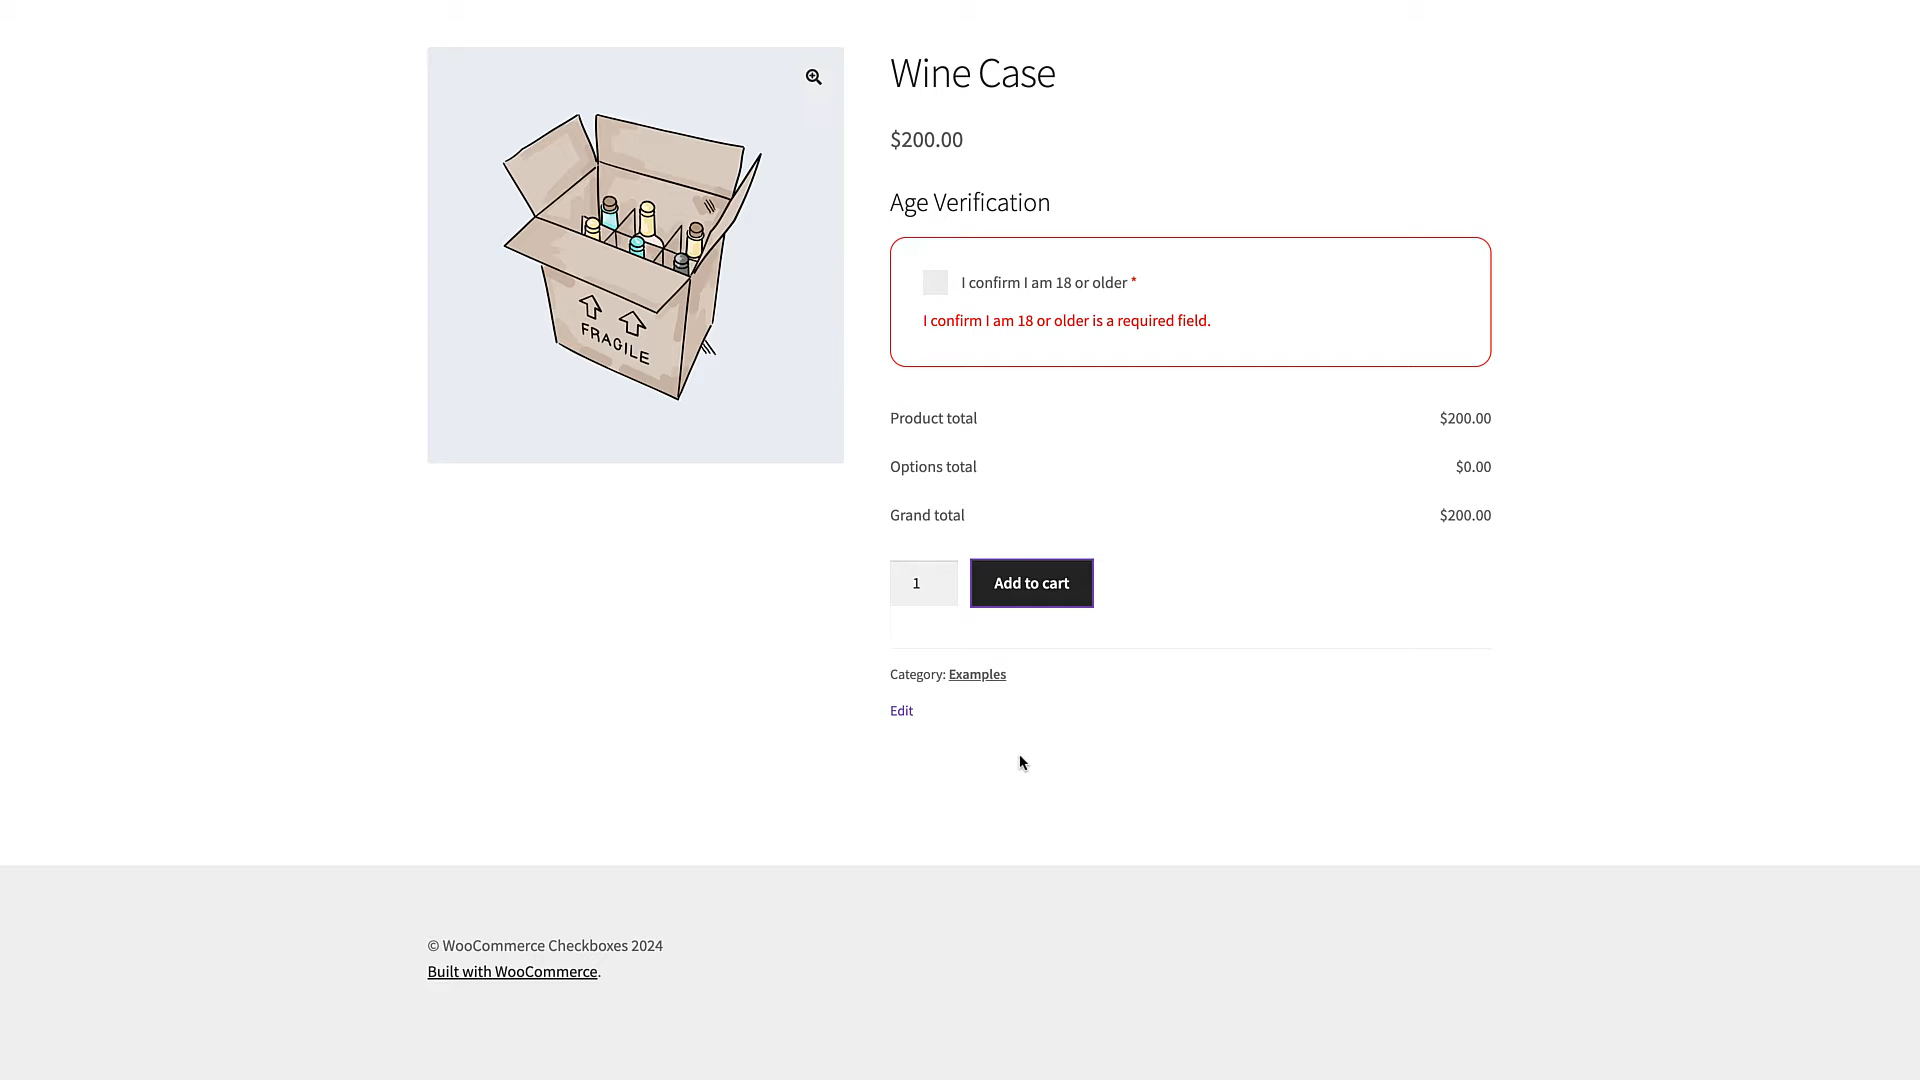 Wine Case
$200.00
Age Verification
I confirm I am 18 or older *
I confirm I am 18 or older is a required field.
FRAGILE
Product total $200.00
Options total $0.00
Grand total $200.00
1 Add to cart
Category: Examples
Edit
© WooCommerce Checkboxes 2024
Built with WooCommerce.